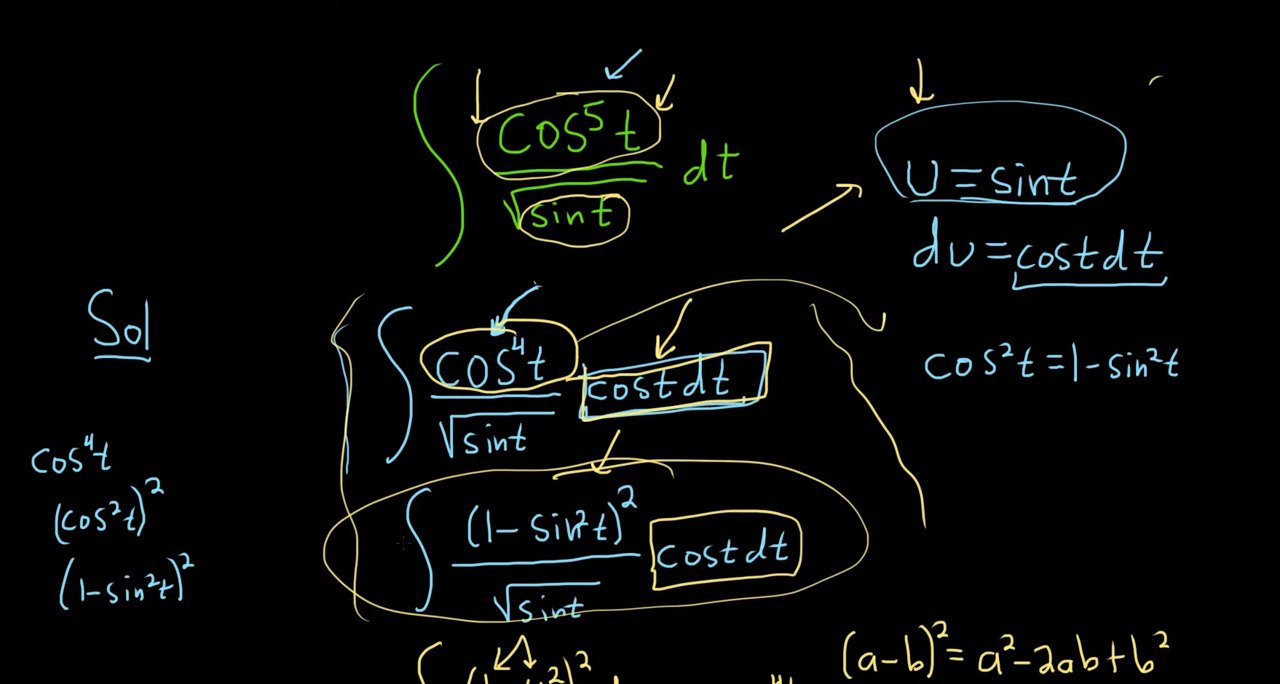 ∫ cos⁵t / √sint dt
u = sint
du = costdt
Sol
∫ cos⁴t / √sint costdt
cos²t = 1 - sin²t
cos⁴t
(cos²t)²
(1 - sin²t)²
∫ (1 - sin²t)² / √sint costdt
(a - b)² = a² - 2ab + b²